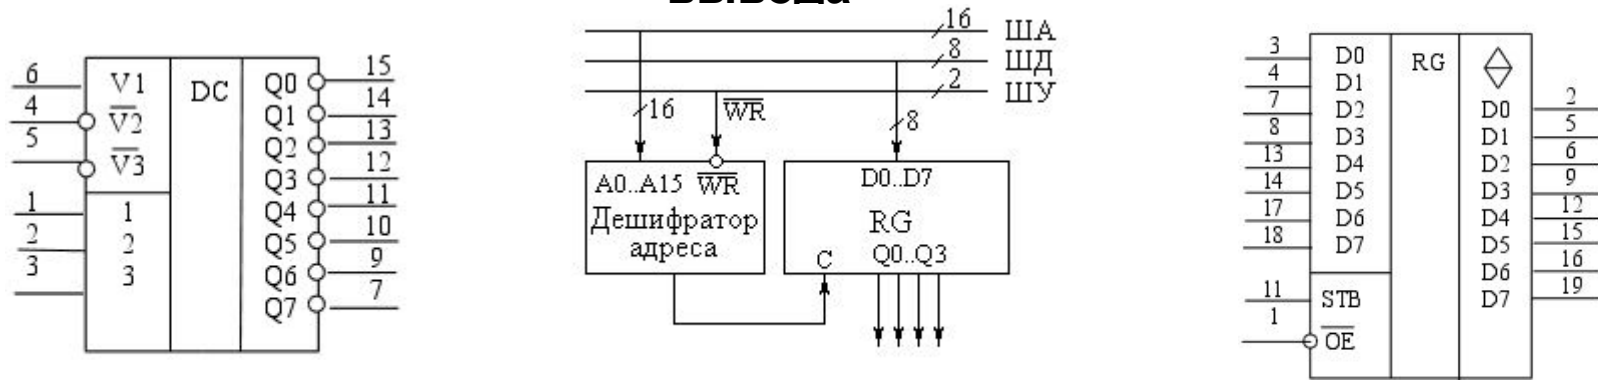 вывода
6 V1 DC Q0 15
4 V2 Q1 14
5 V3 Q2 13
Q3 12
1 1 Q4 11
2 2 Q5 10
3 3 Q6 9
Q7 7
16 ША
8 ШД
2 ШУ
16 WR 8
A0..A15 WR
Дешифратор
адреса
D0..D7
RG
C Q0..Q3
3 D0 RG
4 D1
7 D2 D0 2
8 D3 D1 5
13 D4 D2 6
14 D5 D3 9
17 D6 D4 12
18 D7 D5 15
D6 16
11 STB D7 19
1 OE